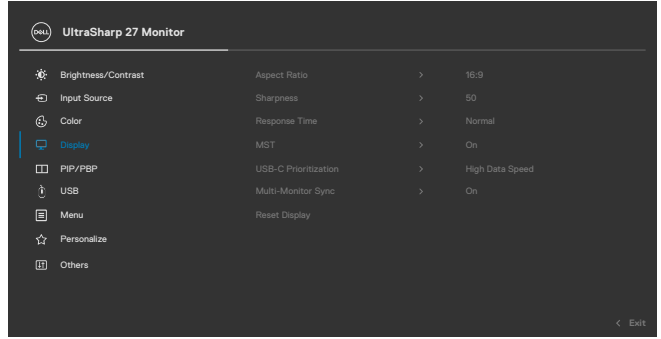 DELL UltraSharp 27 Monitor
Brightness/Contrast Aspect Ratio > 16:9
Input Source Sharpness > 50
Color Response Time > Normal
Display MST > On
PIP/PBP USB-C Prioritization > High Data Speed
USB Multi-Monitor Sync > On
Menu Reset Display
Personalize
Others
< Exit